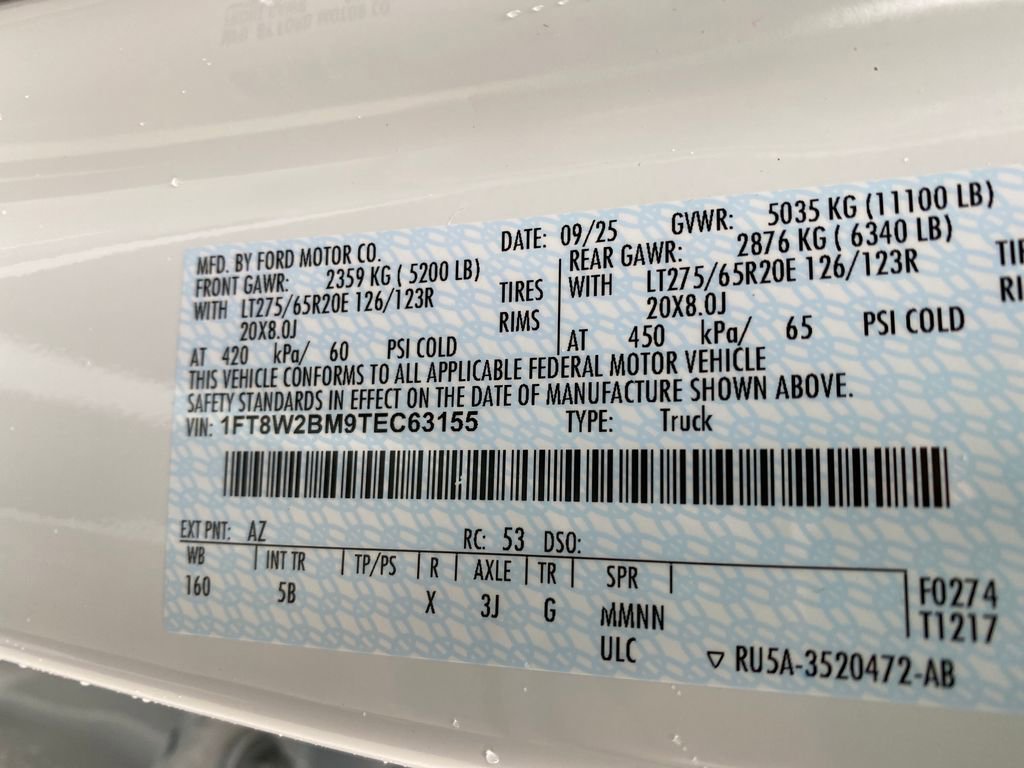 MFD. BY FORD MOTOR CO. DATE: 09/25 GVWR: 5035 KG (11100 LB)
FRONT GAWR: 2359 KG ( 5200 LB) REAR GAWR: 2876 KG ( 6340 LB)
WITH LT275/65R20E 126/123R TIRES WITH LT275/65R20E 126/123R
20X8.0J RIMS 20X8.0J
AT 420 kPa/ 60 PSI COLD AT 450 kPa/ 65 PSI COLD
THIS VEHICLE CONFORMS TO ALL APPLICABLE FEDERAL MOTOR VEHICLE
SAFETY STANDARDS IN EFFECT ON THE DATE OF MANUFACTURE SHOWN ABOVE.
VIN: 1FT8W2BM9TEC63155 TYPE: Truck
EXT PNT: AZ RC: 53 DSO:
WB INT TR TP/PS R AXLE TR SPR F0274
160 5B X 3J G MMNN T1217
ULC
▽ RU5A-3520472-AB